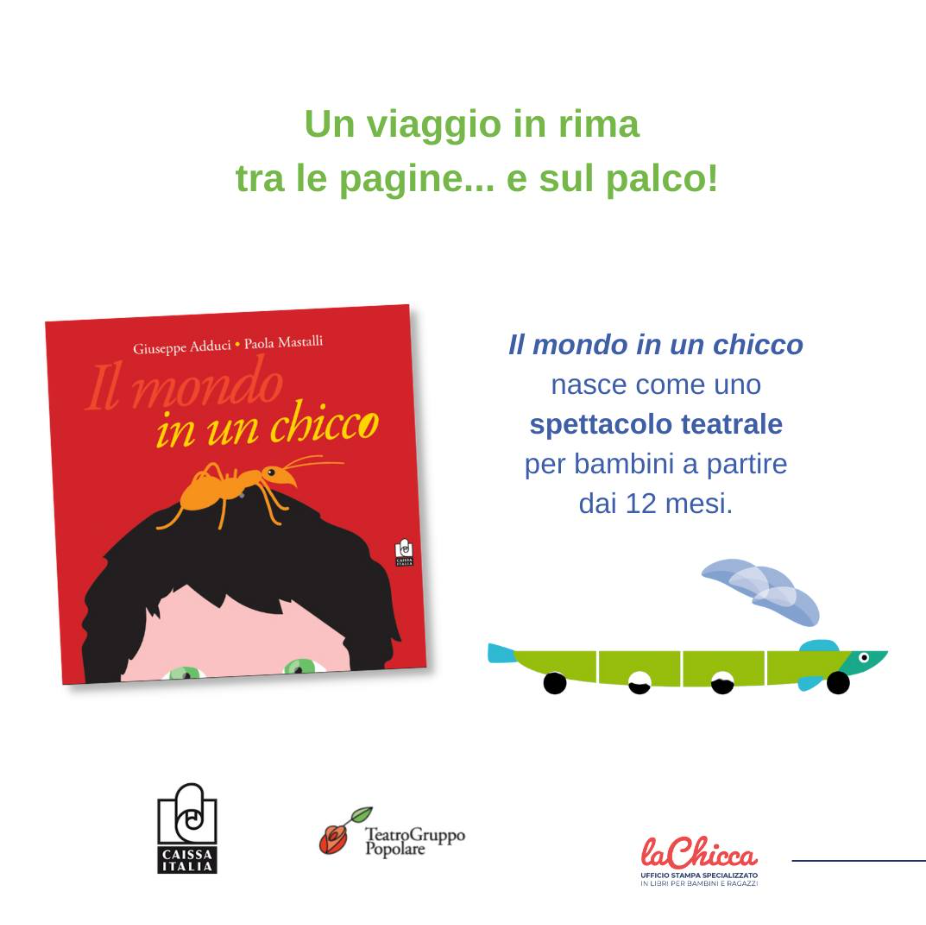 Un viaggio in rima
tra le pagine... e sul palco!
Giuseppe Adduci • Paola Mastalli
Il mondo
in un chicco
CAISSA
ITALIA
Il mondo in un chicco
nasce come uno
spettacolo teatrale
per bambini a partire
dai 12 mesi.
CAISSA
ITALIA
TeatroGruppo
Popolare
laChicca
UFFICIO STAMPA SPECIALIZZATO
IN LIBRI PER BAMBINI E RAGAZZI